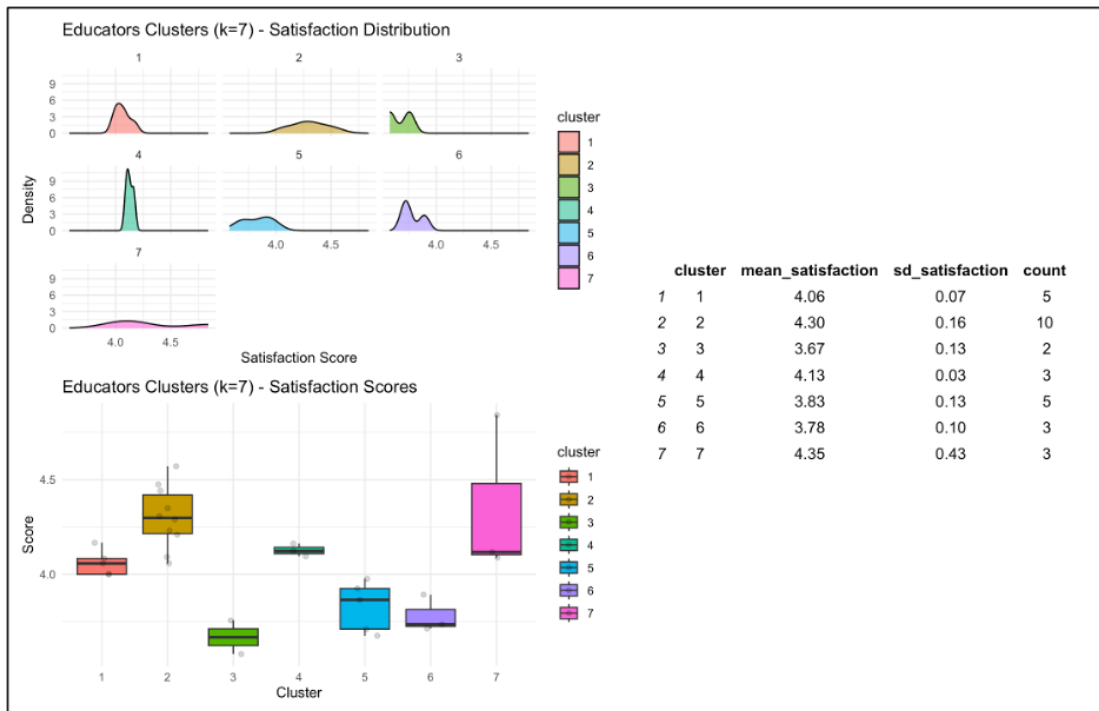 Educators Clusters (k=7) - Satisfaction Distribution
1 2 3
9
6
3
0
4 5 6
9
6
3
0
4.0 4.5 4.0 4.5
7
9
6
3
0
4.0 4.5
Density
Satisfaction Score
cluster
1
2
3
4
5
6
7
Educators Clusters (k=7) - Satisfaction Scores
4.5
4.0
Score
1 2 3 4 5 6 7
Cluster
cluster
1
2
3
4
5
6
7
cluster mean_satisfaction sd_satisfaction count
1 1 4.06 0.07 5
2 2 4.30 0.16 10
3 3 3.67 0.13 2
4 4 4.13 0.03 3
5 5 3.83 0.13 5
6 6 3.78 0.10 3
7 7 4.35 0.43 3